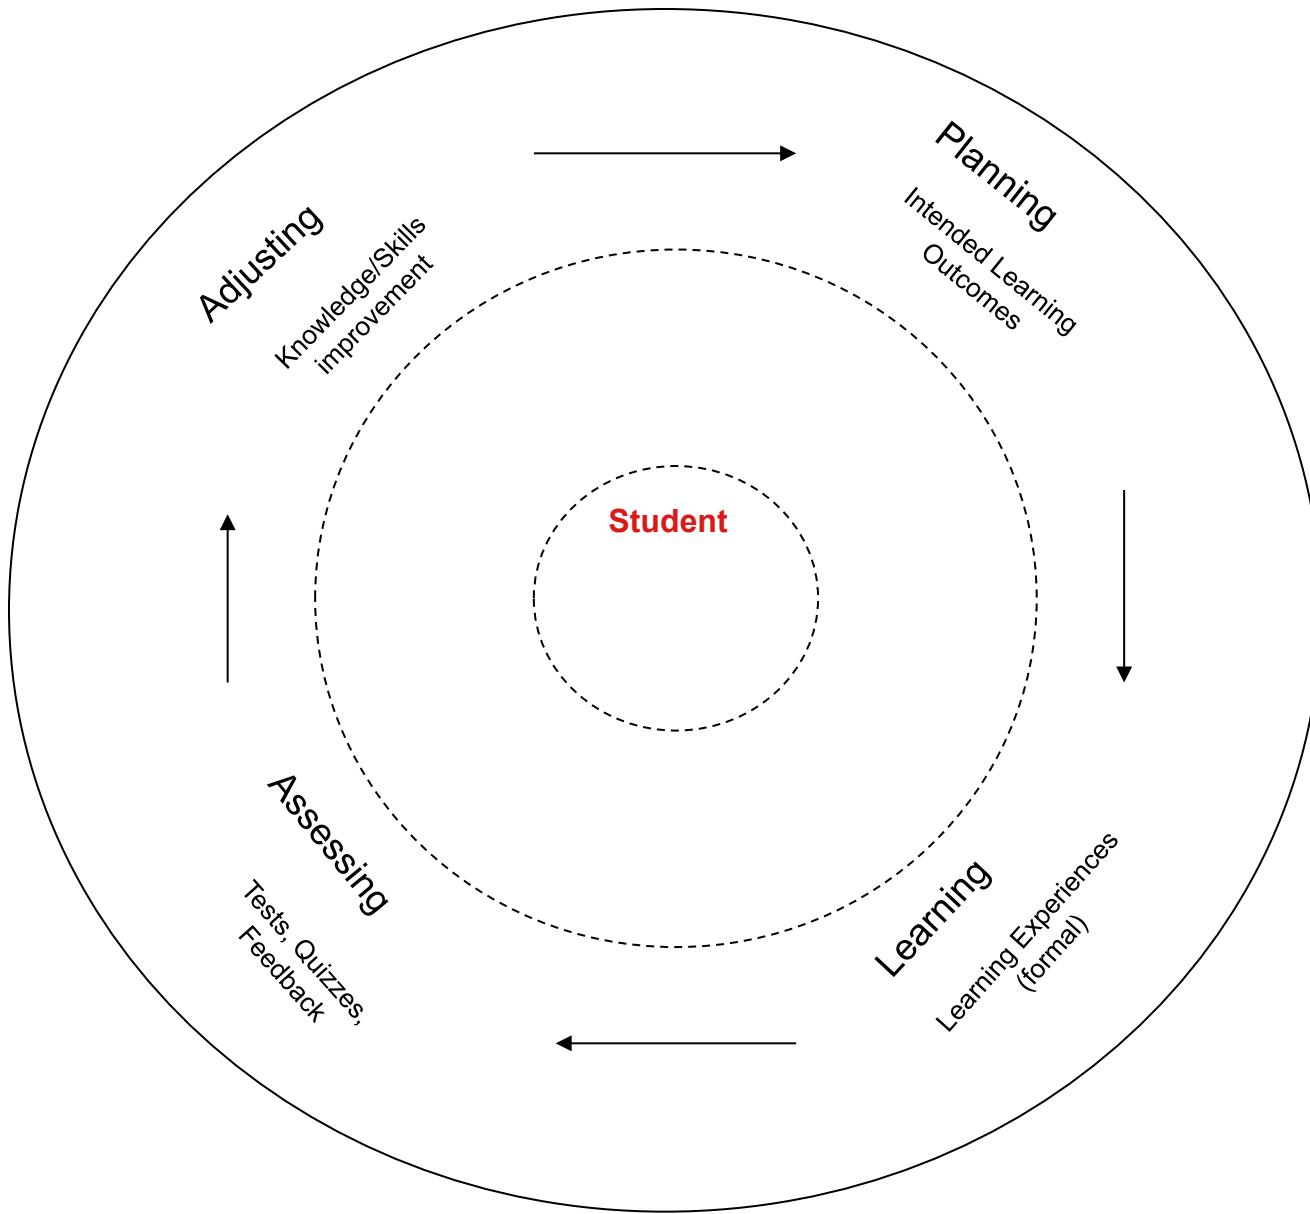 Adjusting
Knowledge/Skills
improvement
Planning
Intended Learning
Outcomes
Student
Assessing
Tests, Quizzes,
Feedback
Learning
Learning Experiences
(formal)